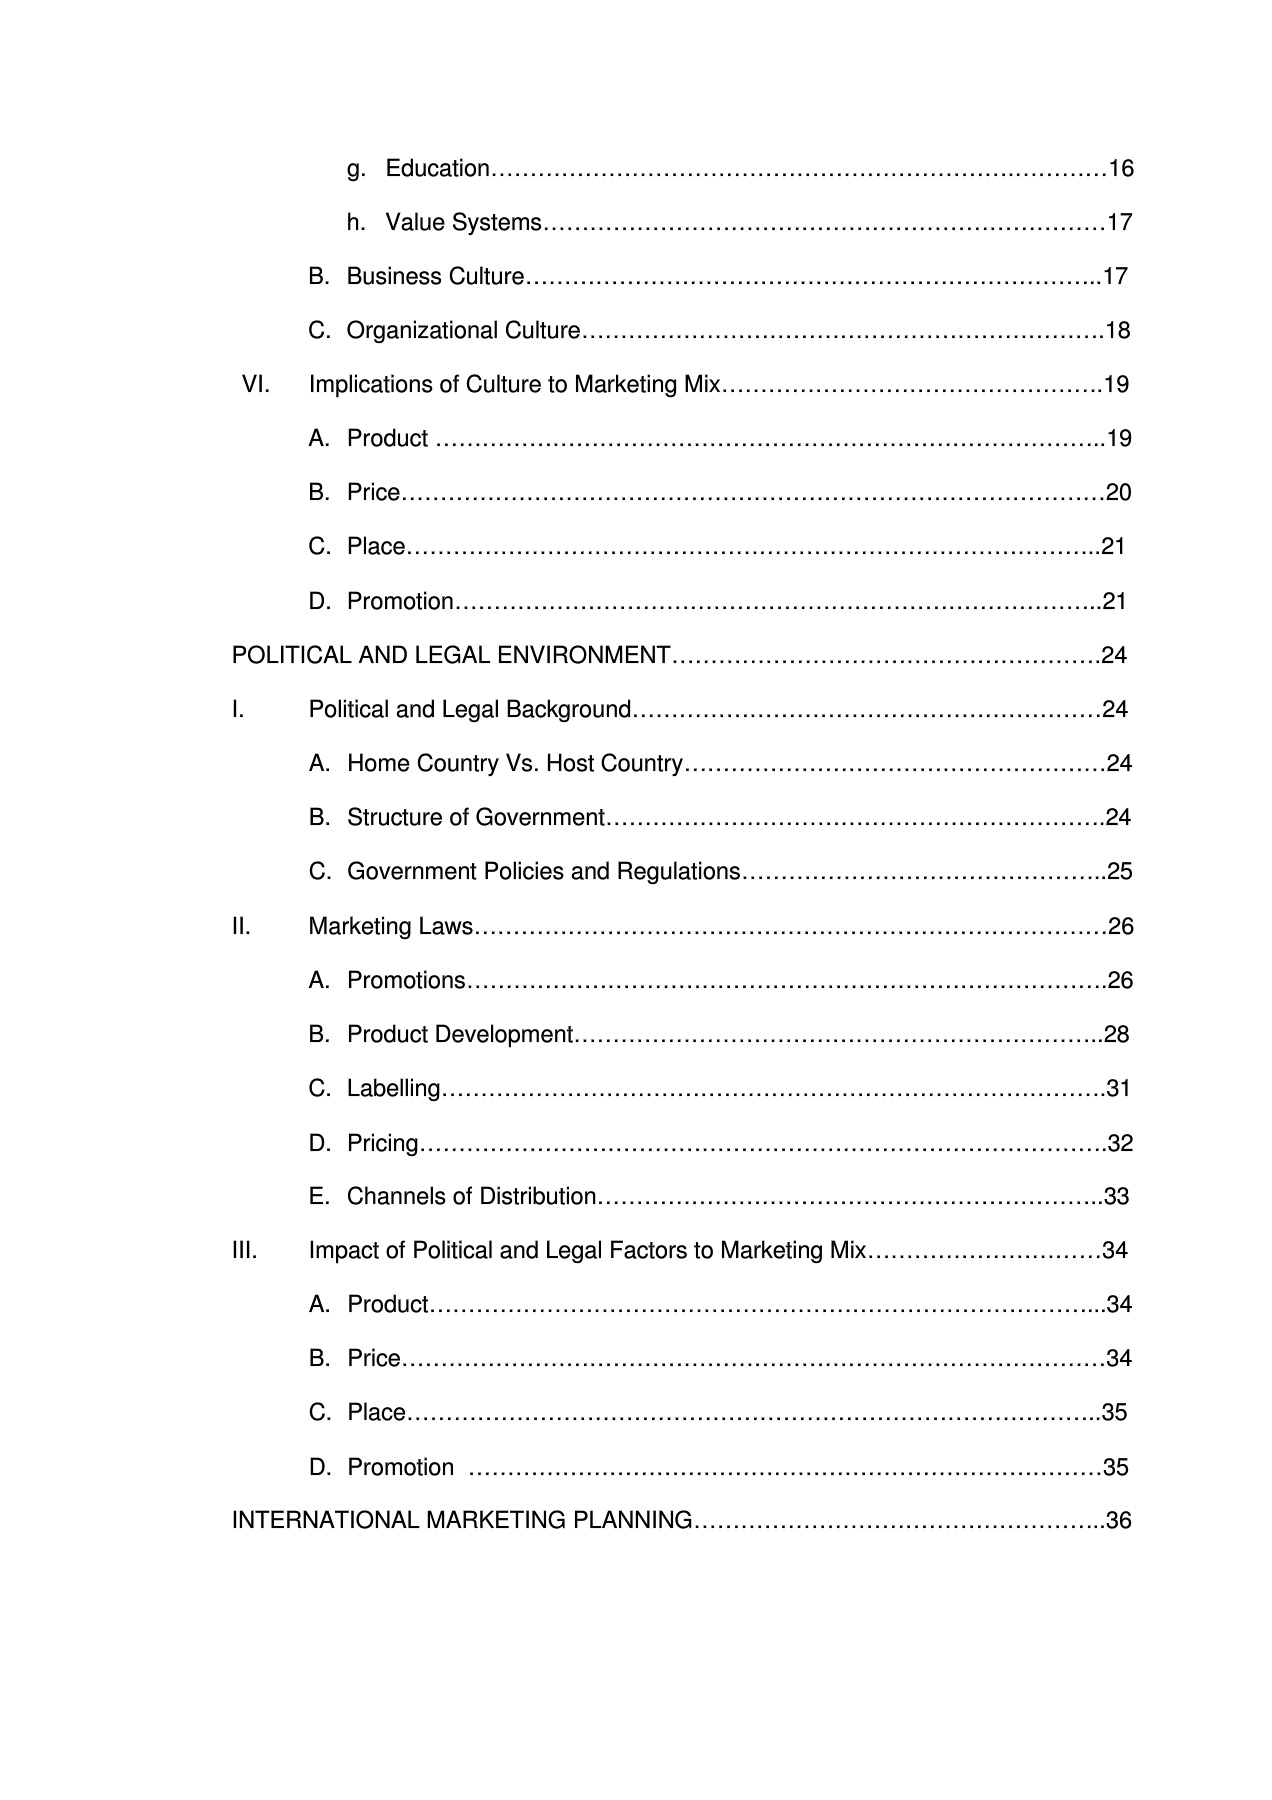 g. Education…………………………………………………………………….16
h. Value Systems………………………………………………………………17
B. Business Culture………………………………………………………………..17
C. Organizational Culture………………………………………………………….18
VI. Implications of Culture to Marketing Mix………………………………………….19
A. Product …………………………………………………………………………..19
B. Price………………………………………………………………………………20
C. Place……………………………………………………………………………..21
D. Promotion………………………………………………………………………..21
POLITICAL AND LEGAL ENVIRONMENT………………………………………………24
I. Political and Legal Background……………………………………………………24
A. Home Country Vs. Host Country………………………………………………24
B. Structure of Government……………………………………………………….24
C. Government Policies and Regulations………………………………………..25
II. Marketing Laws………………………………………………………………………26
A. Promotions……………………………………………………………………….26
B. Product Development…………………………………………………………..28
C. Labelling………………………………………………………………………….31
D. Pricing…………………………………………………………………………….32
E. Channels of Distribution………………………………………………………..33
III. Impact of Political and Legal Factors to Marketing Mix…………………………34
A. Product…………………………………………………………………………...34
B. Price………………………………………………………………………………34
C. Place……………………………………………………………………………..35
D. Promotion ………………………………………………………………………35
INTERNATIONAL MARKETING PLANNING……………………………………………..36